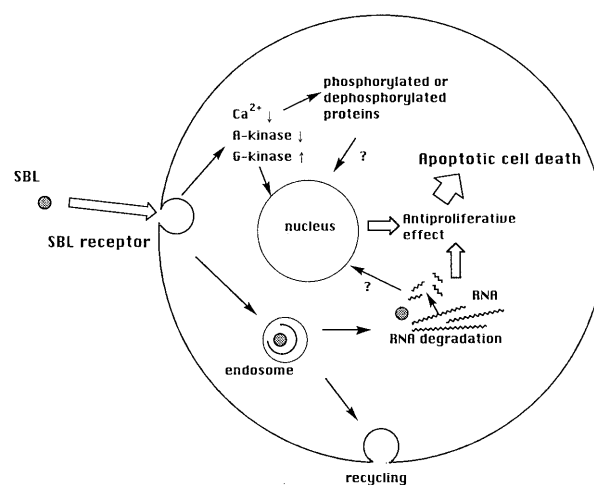 phosphorylated or
dephosphorylated
proteins
Ca2+ ↓
A-kinase ↓
G-kinase ↑
?
Apoptotic cell death
SBL
SBL receptor
nucleus
Antiproliferative
effect
?
RNA
RNA degradation
endosome
recycling